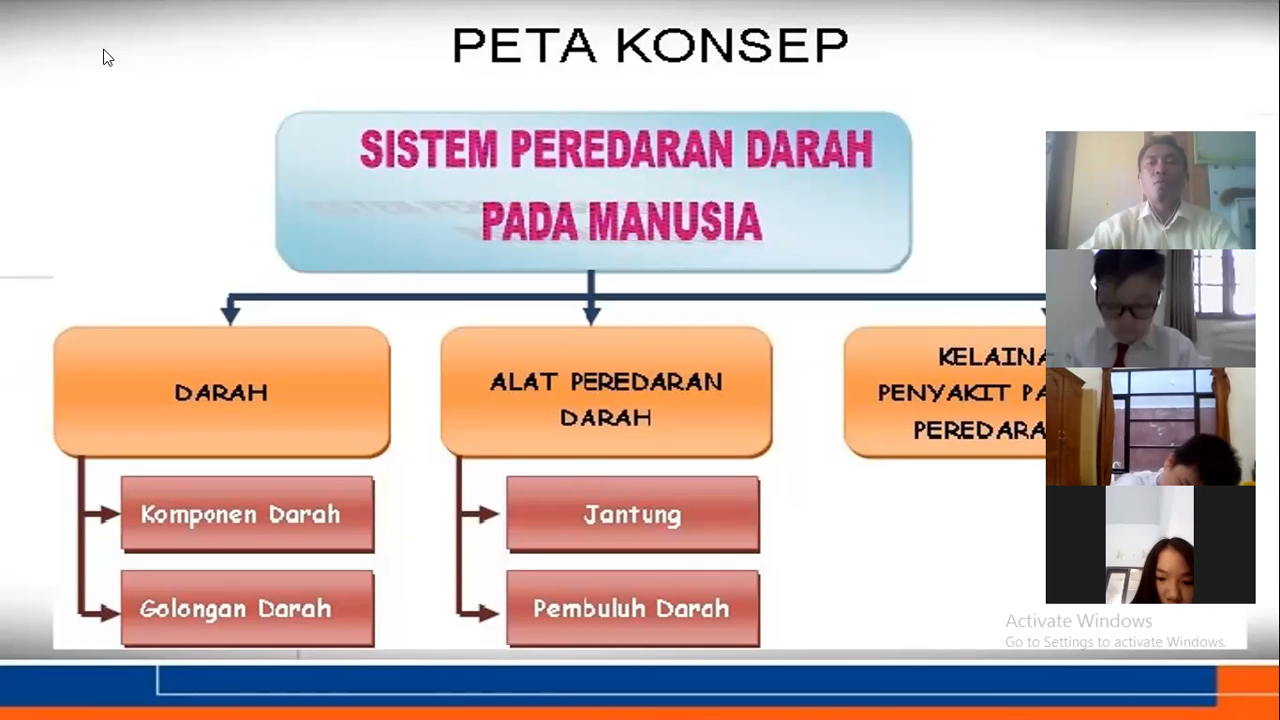 PETA KONSEP
SISTEM PEREDARAN DARAH
PADA MANUSIA
DARAH
ALAT PEREDARAN
DARAH
PENYAKIT
Komponen Darah
Golongan Darah
Jantung
Pembuluh Darah
Activate Windows
Go to Settings to activate Windows.